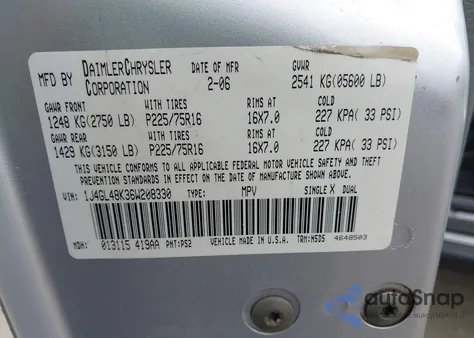 MFD BY DAIMLERCHRYSLER CORPORATION DATE OF MFR 2-06 GVWR 2541 KG(05600 LB)
GAWR FRONT WITH TIRES RIMS AT COLD
1248 KG(2750 LB) P225/75R16 16X7.0 227 KPA( 33 PSI)
GAWR REAR WITH TIRES RIMS AT COLD
1429 KG(3150 LB) P225/75R16 16X7.0 227 KPA( 33 PSI)
THIS VEHICLE CONFORMS TO ALL APPLICABLE FEDERAL MOTOR VEHICLE SAFETY AND THEFT
PREVENTION STANDARDS IN EFFECT ON THE DATE OF MANUFACTURE SHOWN ABOVE.
VIN: 1J4GL48K36W208330 TYPE: MPV SINGLE X DUAL
MDH: 013115 419AA PNT:PS2 VEHICLE MADE IN U.S.A. TRM:N5DS 4648503
autoSnap